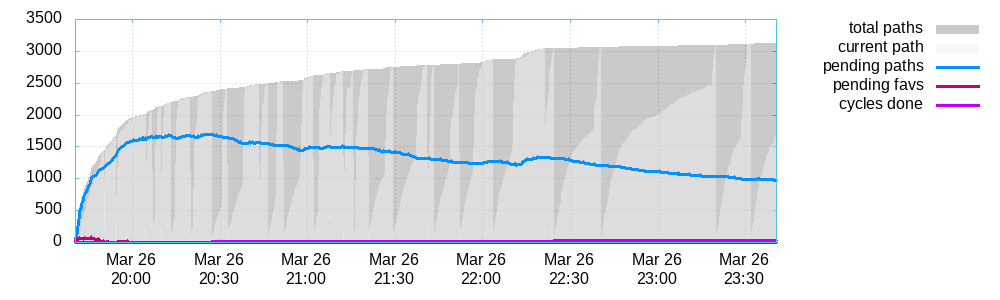 3500
3000
2500
2000
1500
1000
500
0
Mar 26 Mar 26 Mar 26 Mar 26 Mar 26 Mar 26 Mar 26 Mar 26
20:00 20:30 21:00 21:30 22:00 22:30 23:00 23:30
total paths
current path
pending paths
pending favs
cycles done